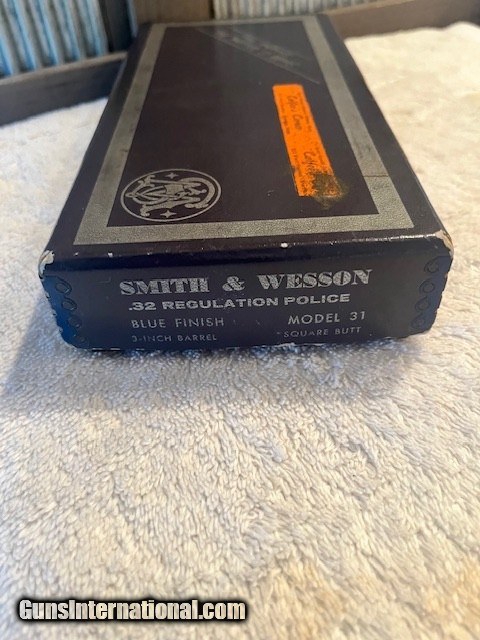 SMITH & WESSON
.32 REGULATION POLICE
BLUE FINISH MODEL 31
3-INCH BARREL SQUARE BUTT
GunsInternational.com